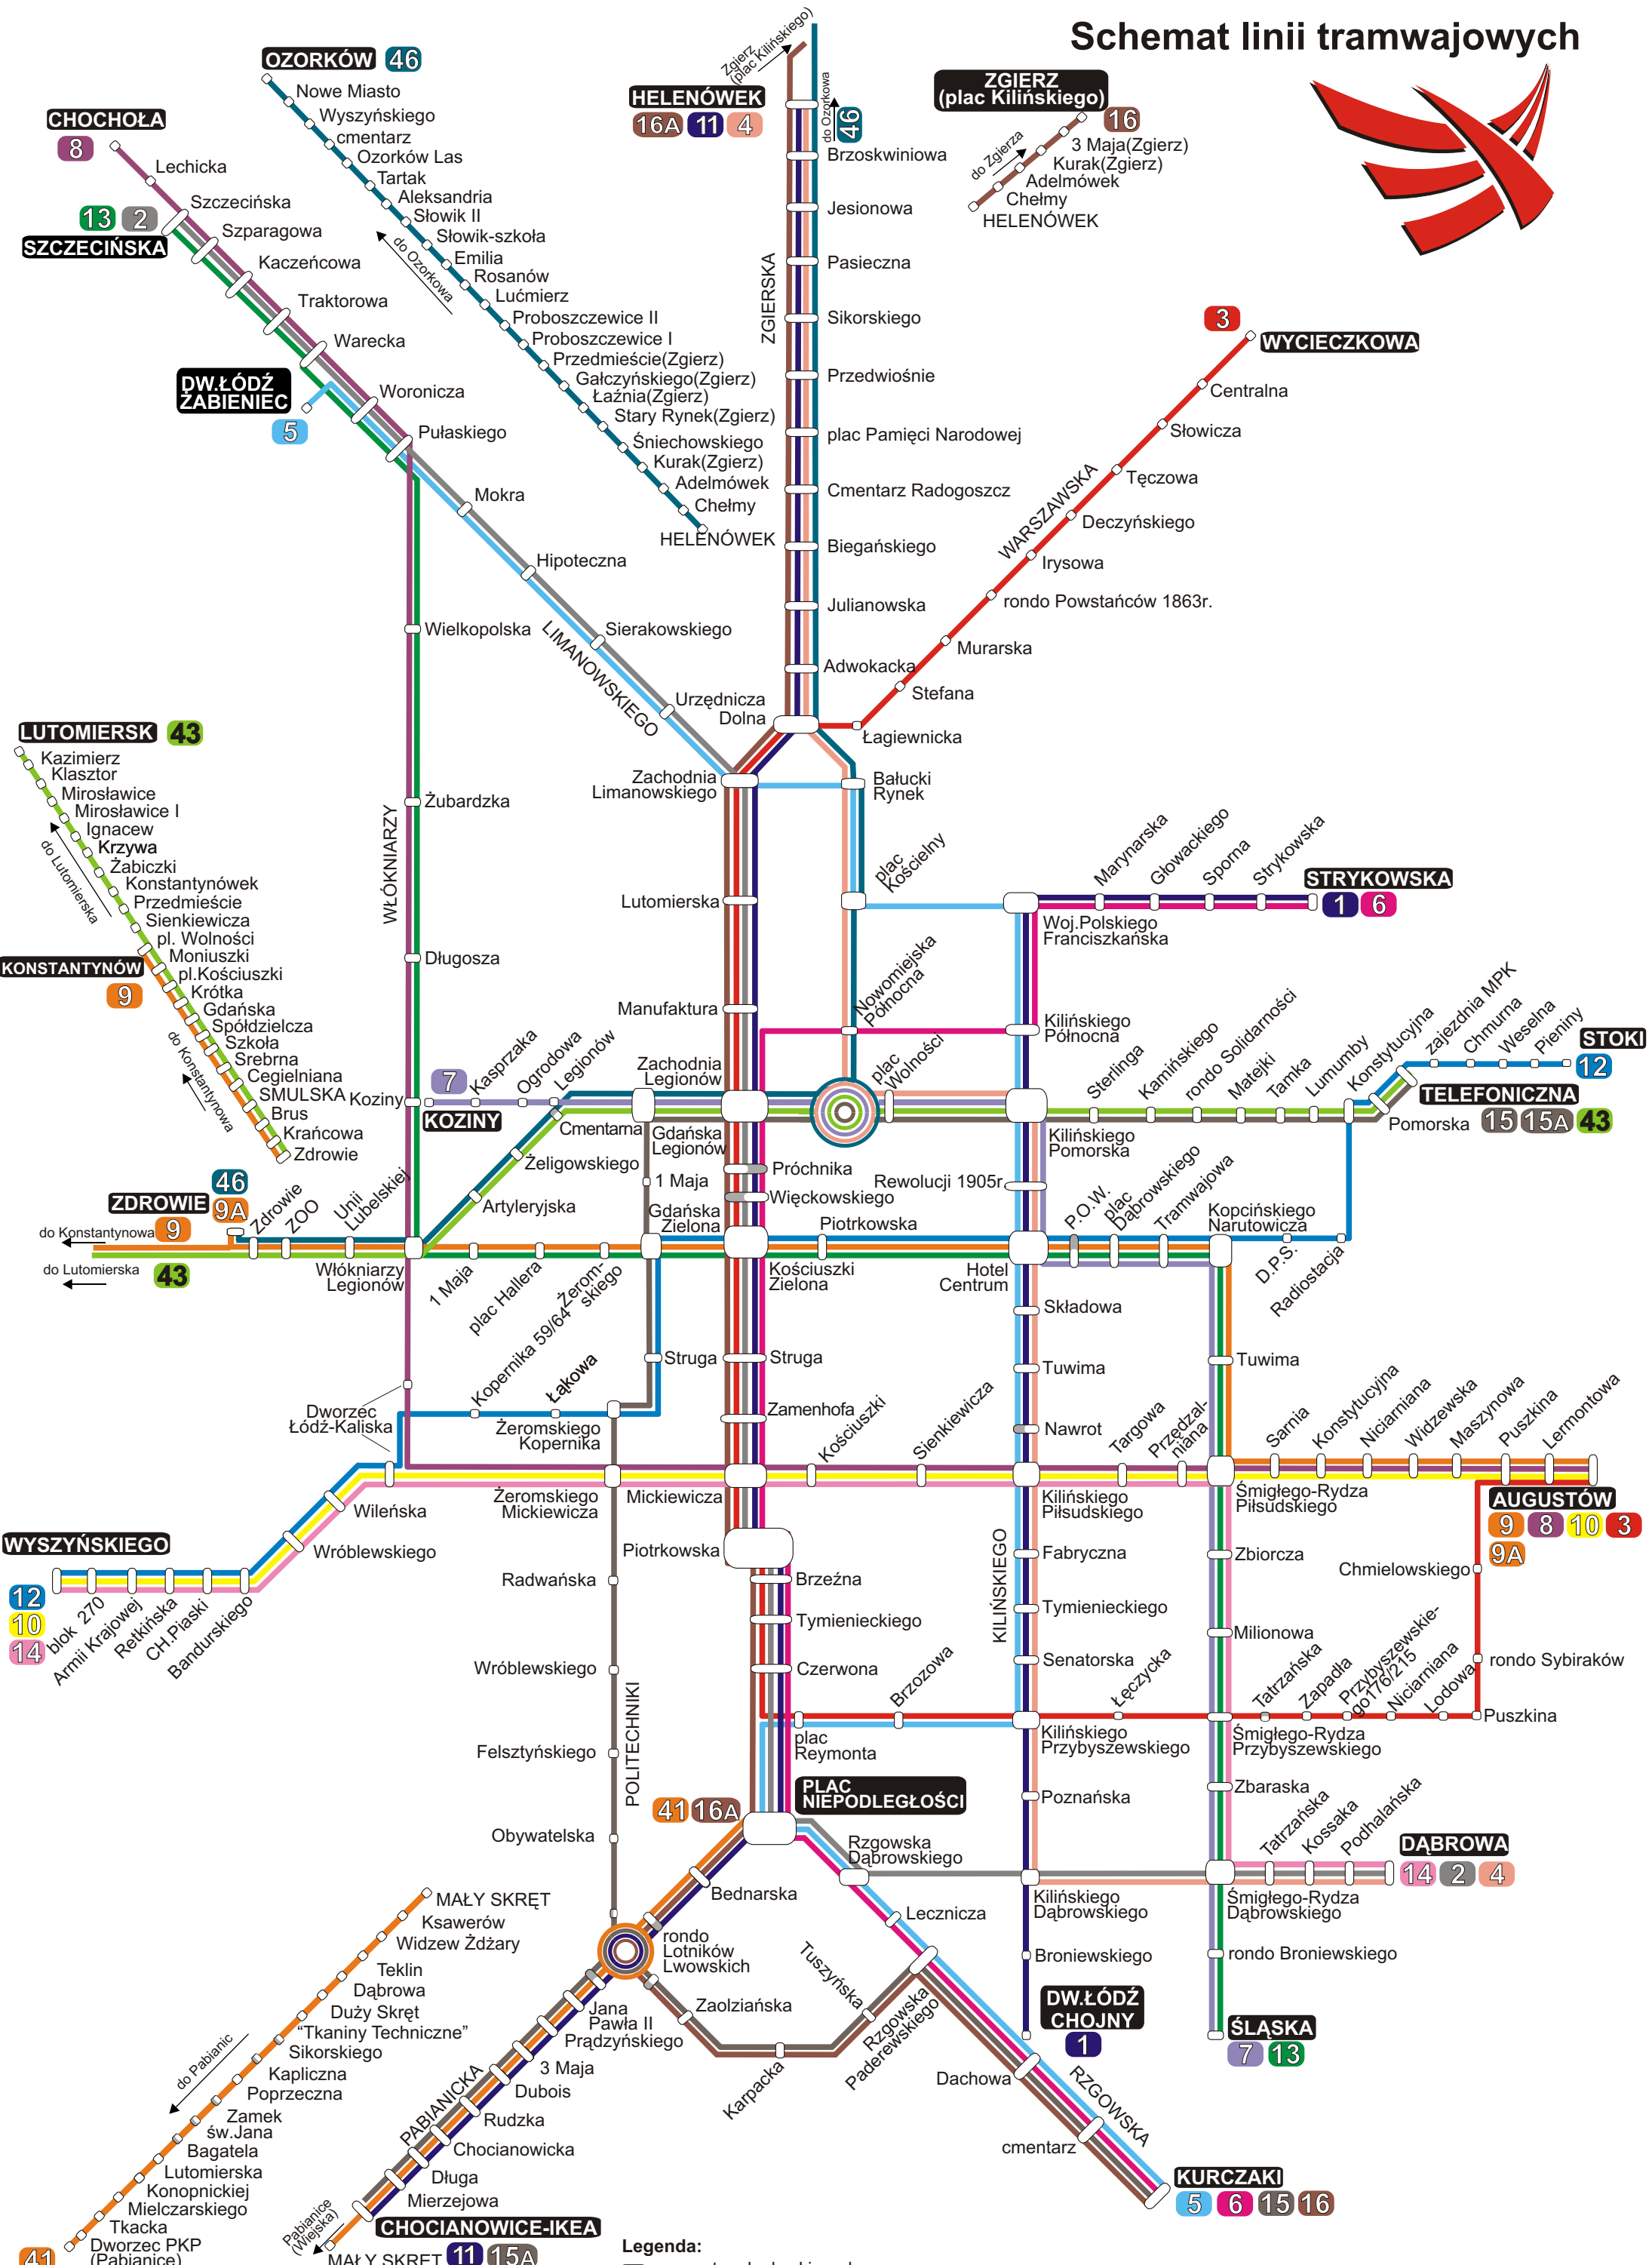 Schemat linii tramwajowych
OZORKÓW 46
Nowe Miasto
Wyszyńskiego
cmentarz
Ozorków Las
Tartak
Aleksandria
Słowik II
Słowik-szkoła
Emilia
Rosanów
Lućmierz
Proboszczewice II
Proboszczewice I
Przedmieście(Zgierz)
Gałczyńskiego(Zgierz)
Łaźnia(Zgierz)
Stary Rynek(Zgierz)
Śniechowskiego
Kurak(Zgierz)
Adelmówek
Chełmy
HELENÓWEK
do Ozorkowa
CHOCHOŁA
8
Lechicka
Szczecińska
13 2
SZCZECIŃSKA
Szparagowa
Kaczeńcowa
Traktorowa
Warecka
DW.ŁÓDŹ
ŻABIENIEC
5
Woronicza
Pułaskiego
Mokra
Hipoteczna
Sierakowskiego
LIMANOWSKIEGO
Urzędnicza
Dolna
Zgierz
(plac Kilińskiego)
HELENÓWEK
16A 11 4
do Ozorkowa
46
Brzoskwiniowa
Jesionowa
Pasieczna
ZGIERSKA
Sikorskiego
Przedwiośnie
plac Pamięci Narodowej
Cmentarz Radogoszcz
Biegańskiego
Julianowska
Adwokacka
ZGIERZ
(plac Kilińskiego)
16
3 Maja(Zgierz)
Kurak(Zgierz)
Adelmówek
Chełmy
HELENÓWEK
do Zgierza
3
WYCIECZKOWA
Centralna
Słowicza
Tęczowa
WARSZAWSKA
Deczyńskiego
Irysowa
rondo Powstańców 1863r.
Murarska
Stefana
Łagiewnicka
Wielkopolska
Żubardzka
WŁÓKNIARZY
Długosza
LUTOMIERSK 43
Kazimierz
Klasztor
Mirosławice
Mirosławice I
Ignacew
Krzywa
Żabiczki
Konstantynówek
Przedmieście
Sienkiewicza
pl. Wolności
Moniuszki
pl.Kościuszki
Krótka
Gdańska
Spółdzielcza
Szkoła
Srebrna
Cegielniana
SMULSKA
Brus
Krańcowa
Zdrowie
do Lutomierska
KONSTANTYNÓW
9
do Konstantynowa
Zachodnia
Limanowskiego
Bałucki
Rynek
Lutomierska
plac
Kościelny
Manufaktura
Nowomiejska
Północna
Marynarska
Głowackiego
Sporna
Strykowska
STRYKOWSKA
1 6
Woj.Polskiego
Franciszkańska
Kilińskiego
Północna
Koziny
7
KOZINY
Kasprzaka
Ogrodowa
Legionów
Zachodnia
Legionów
plac
Wolności
Cmentarna
Gdańska
Legionów
Kilińskiego
Pomorska
Sterlinga
Kamińskiego
rondo Solidarności
Matejki
Tamka
Lumumby
Konstytucyjna
zajezdnia MPK
Chmurna
Weselna
Pieniny
STOKI
12
TELEFONICZNA
Pomorska 15 15A 43
Żeligowskiego
Artyleryjska
1 Maja
Próchnika
Więckowskiego
Rewolucji 1905r.
46
ZDROWIE 9A
9
do Konstantynowa
do Lutomierska
43
Zdrowie
ZOO
Unii
Lubelskiej
Włókniarzy
Legionów
1 Maja
plac Hallera
Żerom-
skiego
Gdańska
Zielona
Piotrkowska
Kościuszki
Zielona
Hotel
Centrum
P.O.W.
plac
Dąbrowskiego
Tramwajowa
Kopcińskiego
Narutowicza
D.P.S.
Radiostacja
Składowa
Tuwima
Tuwima
Nawrot
Struga
Struga
Zamenhofa
Kopernika 59/64
Łąkowa
Dworzec
Łódź-Kaliska
Żeromskiego
Kopernika
Wileńska
Wróblewskiego
Żeromskiego
Mickiewicza
Mickiewicza
Kościuszki
Sienkiewicza
Kilińskiego
Piłsudskiego
Targowa
Przędzal-
niana
Śmigłego-Rydza
Piłsudskiego
Sarnia
Konstytucyjna
Niciarniana
Widzewska
Maszynowa
Puszkina
Lermontowa
AUGUSTÓW
9 8 10 3
9A
WYSZYŃSKIEGO
12
10
14
blok 270
Armii Krajowej
Retkińska
CH.Piaski
Bandurskiego
Piotrkowska
Brzeźna
Tymienieckiego
Czerwona
Radwańska
Wróblewskiego
Felsztyńskiego
POLITECHNIKI
Obywatelska
KILIŃSKIEGO
Fabryczna
Tymienieckiego
Senatorska
Zbiorcza
Milionowa
Chmielowskiego
rondo Sybiraków
Puszkina
plac
Reymonta
Brzozowa
Kilińskiego
Przybyszewskiego
Łęczycka
Śmigłego-Rydza
Przybyszewskiego
Tatrzańska
Zapadła
Przybyszewskie-
go176/215
Niciarniana
Lodowa
PLAC
NIEPODLEGŁOŚCI
41 16A
Poznańska
Zbaraska
Rzgowska
Dąbrowskiego
Kilińskiego
Dąbrowskiego
Śmigłego-Rydza
Dąbrowskiego
Tatrzańska
Kossaka
Podhalańska
DĄBROWA
14 2 4
Bednarska
Lecznicza
Broniewskiego
rondo Broniewskiego
rondo
Lotników
Lwowskich
DW.ŁÓDŹ
CHOJNY
1
ŚLĄSKA
7 13
Zaolziańska
Karpacka
Tuszyńska
Rzgowska
Paderewskiego
Dachowa
RZGOWSKA
cmentarz
KURCZAKI
5 6 15 16
Jana
Pawła II
Prądzyńskiego
3 Maja
Dubois
Rudzka
PABIANICKA
Chocianowicka
Długa
Mierzejowa
CHOCIANOWICE-IKEA
11 15A
Pabianice
(Wiejska)
MAŁY SKRĘT
MAŁY SKRĘT
Ksawerów
Widzew Żdżary
Teklin
Dąbrowa
Duży Skręt
“Tkaniny Techniczne”
Sikorskiego
Kapliczna
Poprzeczna
Zamek
św.Jana
Bagatela
Lutomierska
Konopnickiej
Mielczarskiego
Tkacka
Dworzec PKP
(Pabianice)
do Pabianic
41
Legenda: